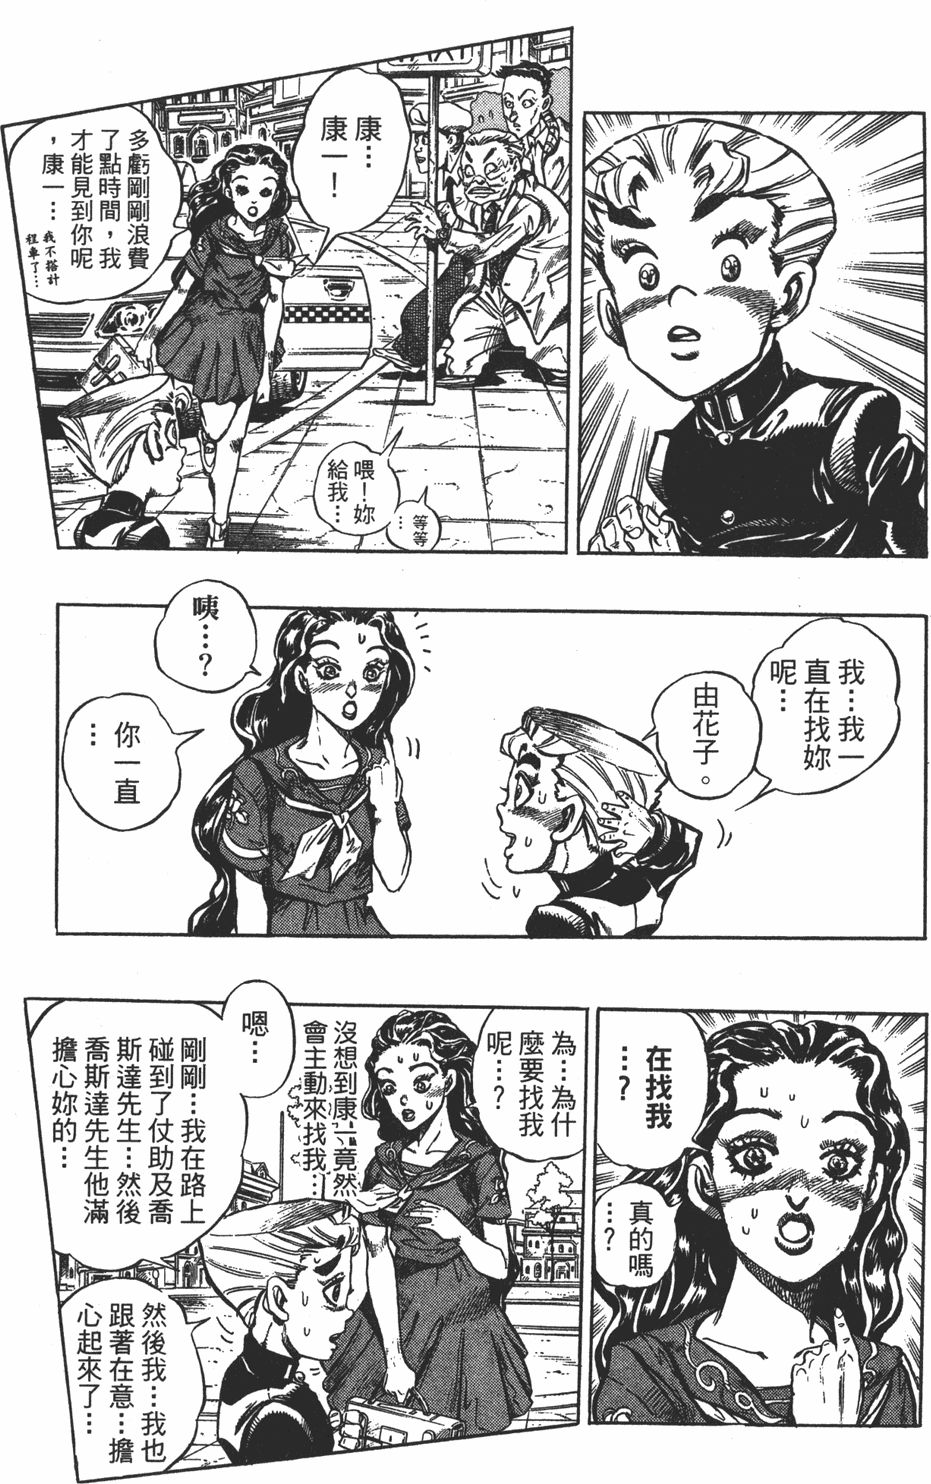 康…
康一！
多虧剛剛浪費
了點時間，我
才能見到你呢
，康一…
我不搭計
程車了…
TAXI
喂！妳
給我…
等等
…
我…我一
直在找妳
呢…
由花子。
咦…？
你一直
…
在找我
…？
真的嗎
…？
為…為什
麼要找我
呢…？
沒想到康一竟然
會主動來找我…
嗯…
剛剛…我在路上
碰到了仗助及喬
斯達先生…然後
喬斯達先生他滿
擔心妳的…
然後我…我也
跟著在意…擔
心起來了…